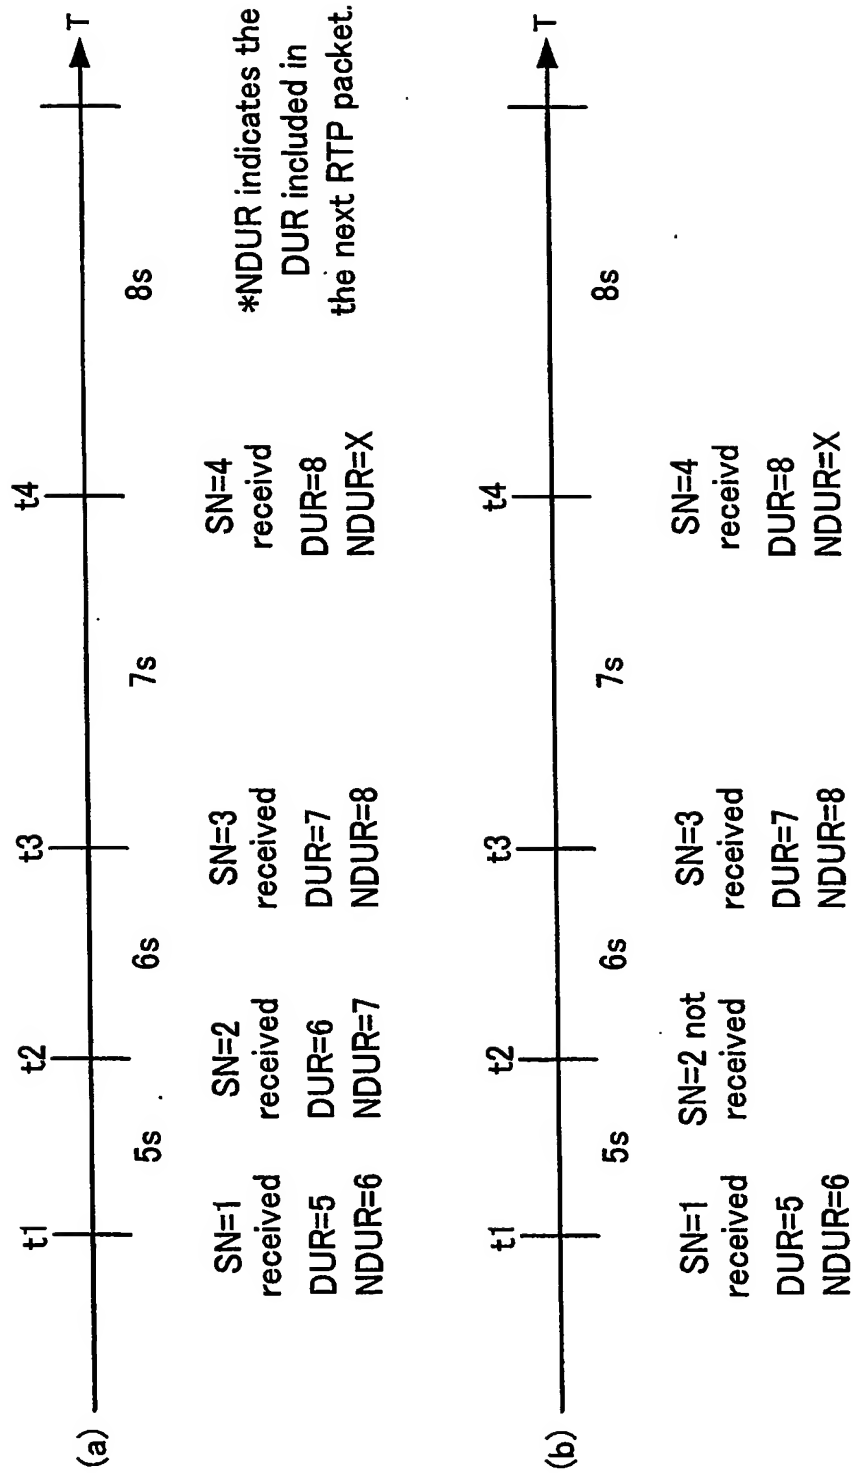 (a)
t1
t2
t3
t4
T
5s
6s
7s
8s
SN=1
received
DUR=5
NDUR=6
SN=2
received
DUR=6
NDUR=7
SN=3
received
DUR=7
NDUR=8
SN=4
receivd
DUR=8
NDUR=X
*NDUR indicates the
DUR included in
the next RTP packet.
(b)
t1
t2
t3
t4
T
5s
6s
7s
8s
SN=1
received
DUR=5
NDUR=6
SN=2 not
received
SN=3
received
DUR=7
NDUR=8
SN=4
receivd
DUR=8
NDUR=X